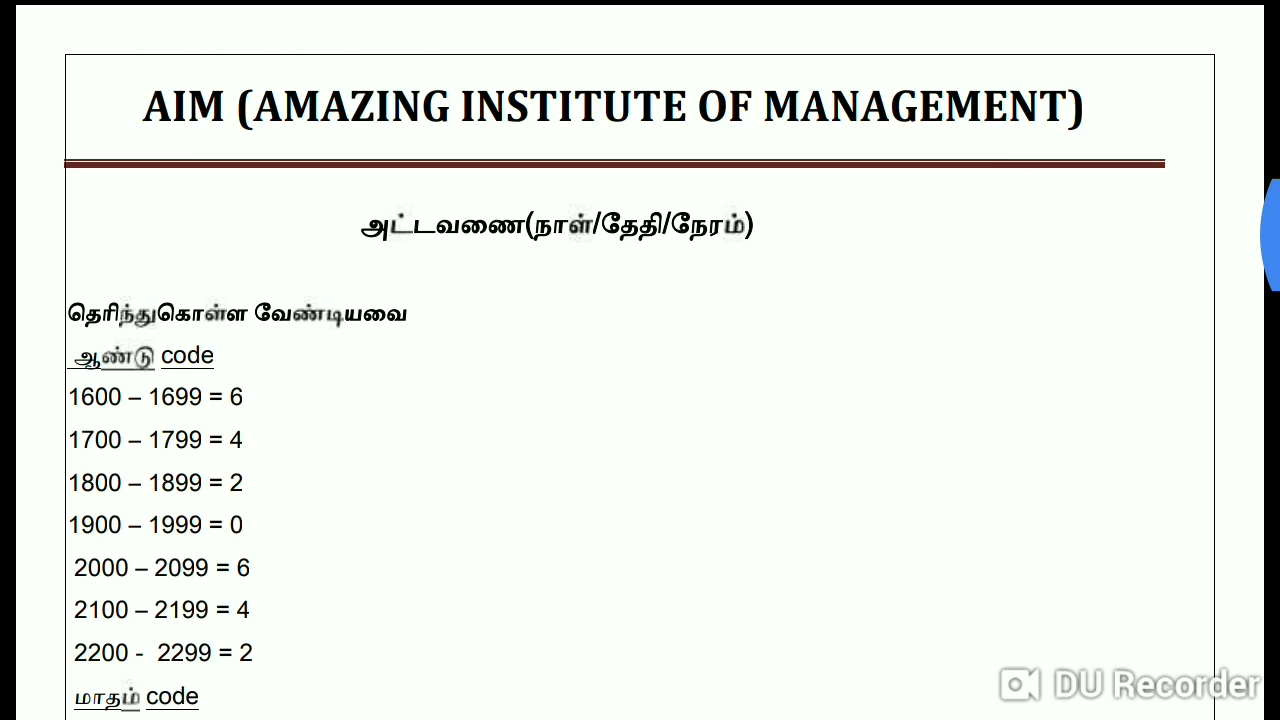 AIM (AMAZING INSTITUTE OF MANAGEMENT)
அட்டவணை(நாள்/தேதி/நேரம்)
தெரிந்துகொள்ள வேண்டியவை
ஆண்டு code
1600 – 1699 = 6
1700 – 1799 = 4
1800 – 1899 = 2
1900 – 1999 = 0
2000 – 2099 = 6
2100 – 2199 = 4
2200 - 2299 = 2
மாதம் code
DU Recorder